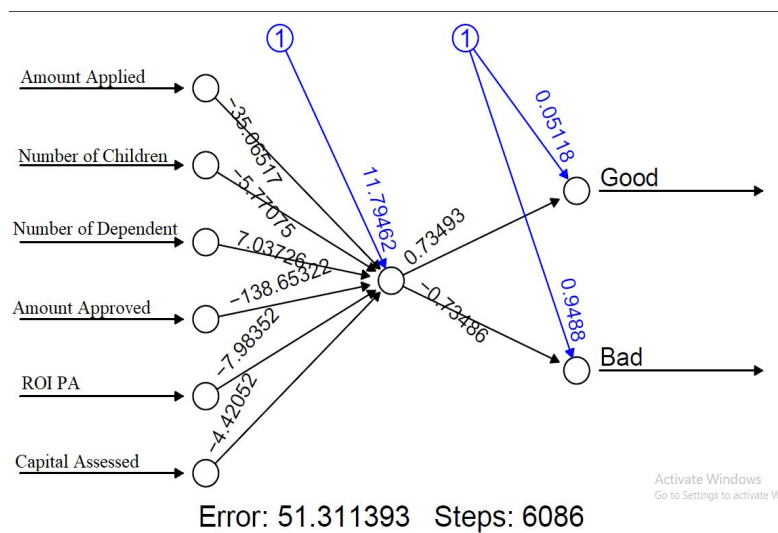 1
1
Amount Applied
−35.06517
0.05118
Number of Children
−5.77075
11.79462
Good
Number of Dependent
7.03726
0.73493
Amount Approved
−138.65322
−0.73486
0.9488
ROI PA
−7.98352
Bad
Capital Assessed
−4.42052
Activate Windows
Go to Settings to activate W
Error: 51.311393 Steps: 6086